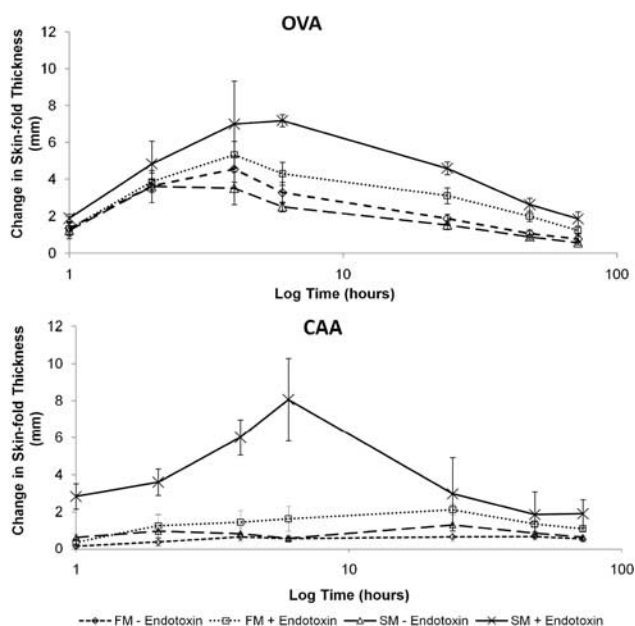 OVA
Change in Skin-fold Thickness
(mm)
12
10
8
6
4
2
0
1
10
100
Log Time (hours)
CAA
Change in Skin-fold Thickness
(mm)
12
10
8
6
4
2
0
1
10
100
Log Time (hours)
FM - Endotoxin
FM + Endotoxin
SM - Endotoxin
SM + Endotoxin